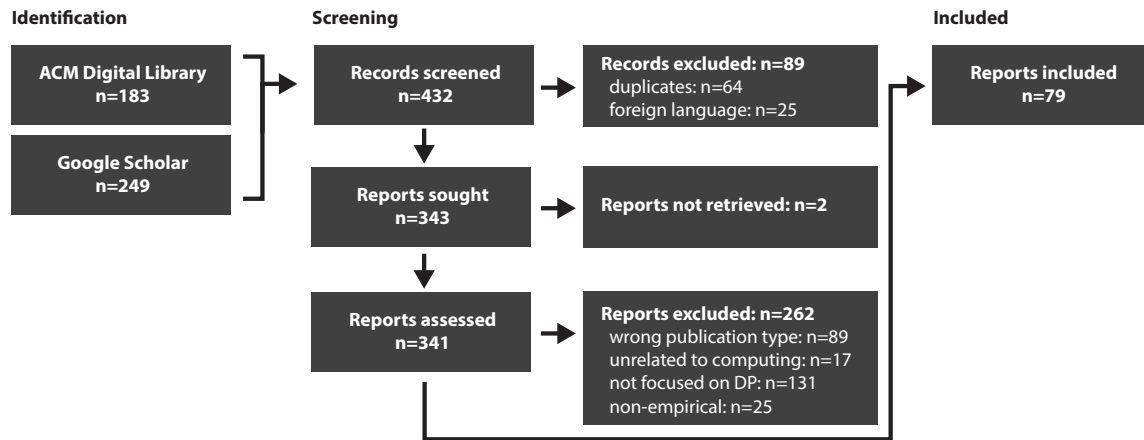 Identification
Screening
Included
ACM Digital Library
n=183
Google Scholar
n=249
Records screened
n=432
Records excluded: n=89
duplicates: n=64
foreign language: n=25
Reports sought
n=343
Reports not retrieved: n=2
Reports assessed
n=341
Reports excluded: n=262
wrong publication type: n=89
unrelated to computing: n=17
not focused on DP: n=131
non-empirical: n=25
Reports included
n=79